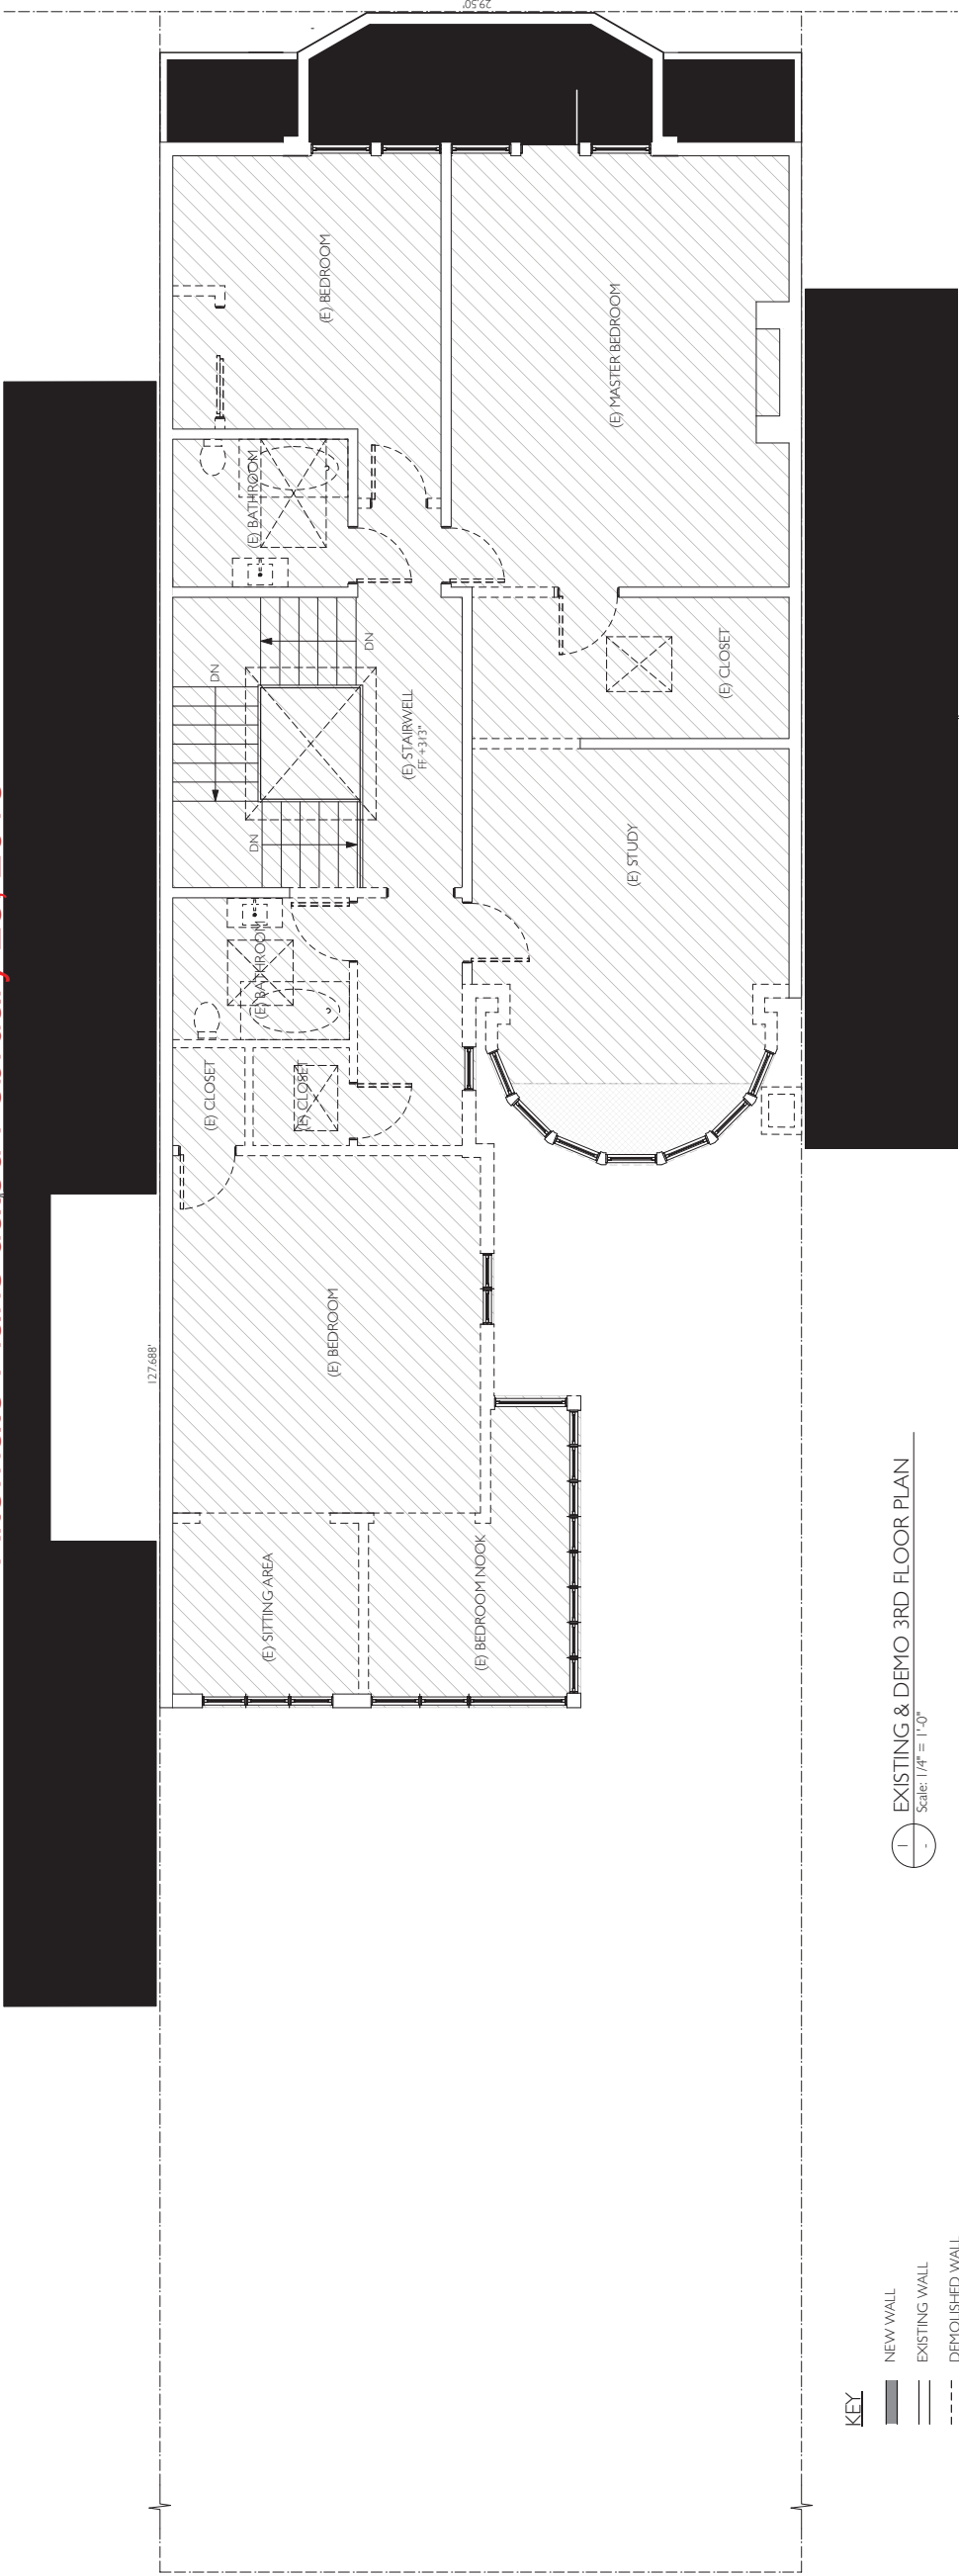 29.50'
(E) BEDROOM
(E) MASTER BEDROOM
(E) BATHROOM
DN
DN
(E) STAIRWELL
FF +31'3"
(E) CLOSET
DN
(E) STUDY
(E) BATHROOM
(E) CLOSET
(E) CLOSET
127.688'
(E) BEDROOM
(E) SITTING AREA
(E) BEDROOM NOOK
1
-
EXISTING & DEMO 3RD FLOOR PLAN
Scale: 1/4" = 1'-0"
KEY
NEW WALL
EXISTING WALL
DEMOLISHED WALL